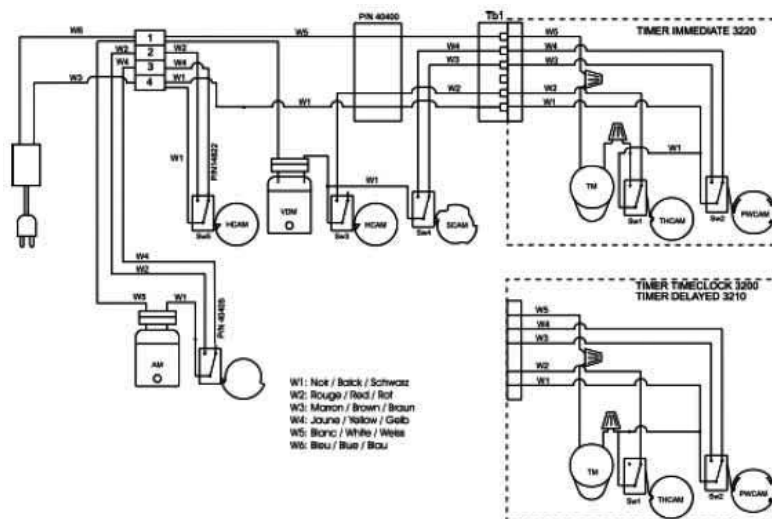 P/N 40400
Tb1
TIMER IMMEDIATE 3220
W6
1
W5
W5
W2
2
W2
W4
W4
W4
3
W4
W3
W3
W3
4
W1
W2
W2
W1
W1
W1
P/N14822
W1
W1
VBM
TM
HCAM
Sw3
HCAM
Sw4
SCAM
Sw1
THCAM
Sw2
PWCAM
W4
W2
W5
W1
P/N 40405
AM
TIMER TIMECLOCK 3200
TIMER DELAYED 3210
W5
W4
W3
W2
W1
TM
Sw1
THCAM
Sw2
PWCAM
W1: Noir / Balck / Schwarz
W2: Rouge / Red / Rot
W3: Marron / Brown / Braun
W4: Jaune / Yellow / Gelb
W5: Blanc / White / Weiss
W6: Bleu / Blue / Blau